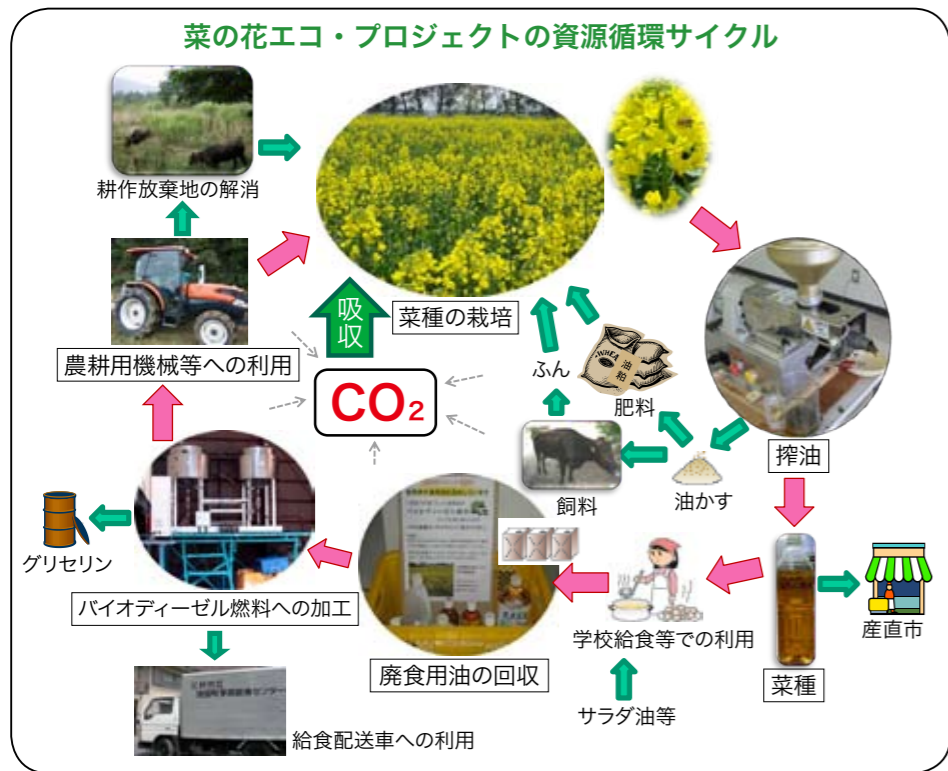 菜の花エコ・プロジェクトの資源循環サイクル
耕作放棄地の解消
農耕用機械等への利用
吸収
菜種の栽培
CO2
ふん
油粕
肥料
搾油
飼料
油かす
グリセリン
バイオディーゼル燃料への加工
廃食用油の回収
学校給食等での利用
菜種
産直市
サラダ油等
給食配送車への利用